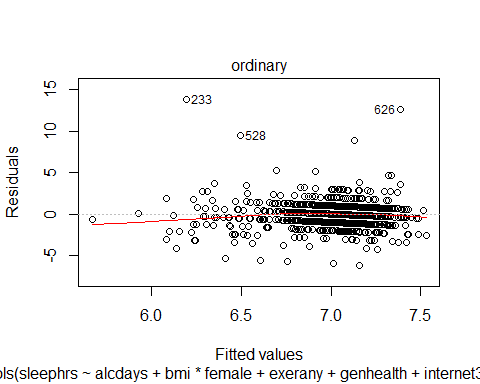 ordinary
Residuals
15
10
5
0
-5
233
528
626
6.0 6.5 7.0 7.5
Fitted values
ols(sleephrs ~ alcdays + bmi * female + exerany + genhealth + internet3